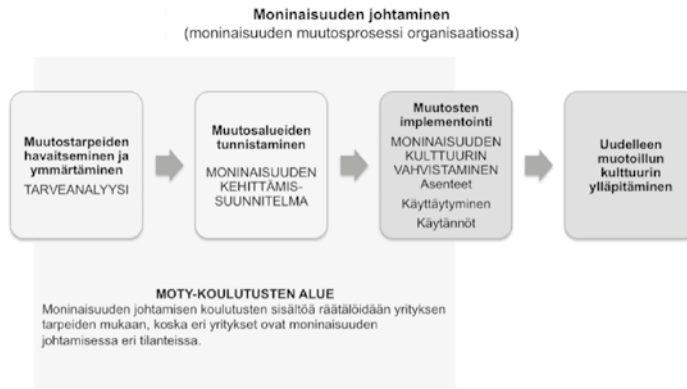 Moninaisuuden johtaminen
(moninaisuuden muutosprosessi organisaatiossa)
Muutostarpeiden
havaitseminen ja
ymmärtäminen
TARVEANALYYSI
Muutosalueiden
tunnistaminen
MONINAISUUDEN
KEHITTÄMIS-
SUUNNITELMA
Muutosten
implementointi
MONINAISUUDEN
KULTTUURIN
VAHVISTAMINEN
Asenteet
Käyttäytyminen
Käytännöt
Uudelleen
muotoillun
kulttuurin
ylläpitäminen
MOTY-KOULUTUSTEN ALUE
Moninaisuuden johtamisen koulutusten sisältöä räätälöidään yrityksen
tarpeiden mukaan, koska eri yritykset ovat moninaisuuden
johtamisessa eri tilanteissa.